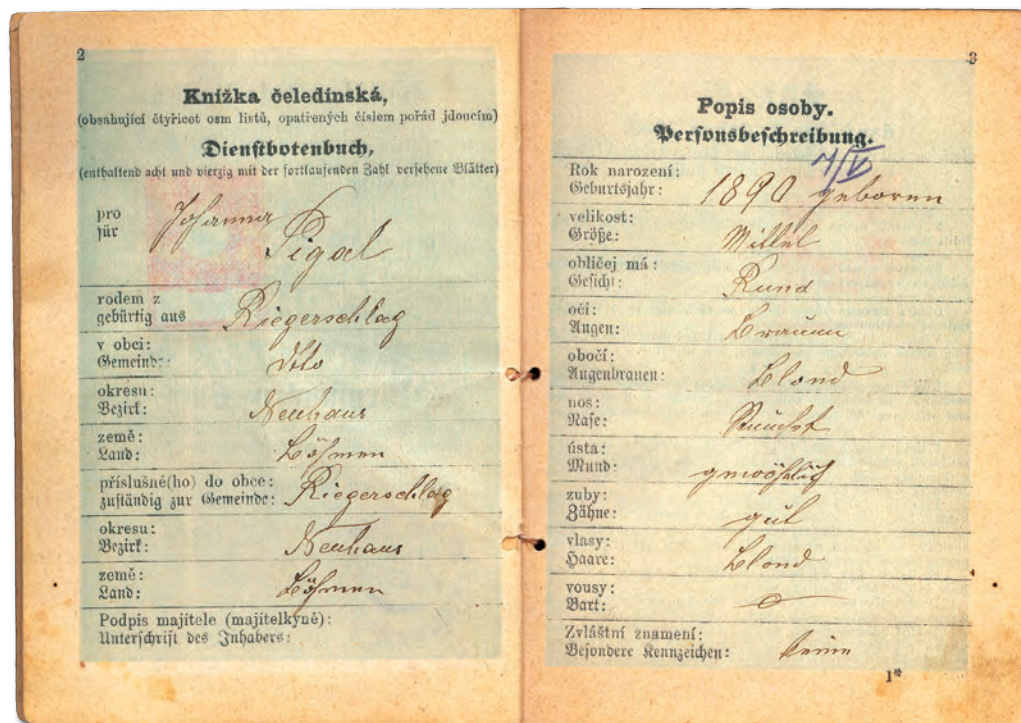 2
Knížka čeledínská,
(obsahující čtyřicet osm listů, opatřených číslem pořád jdoucím)
Dienstbotenbuch,
(enthaltend acht und vierzig mit der fortlaufenden Zahl versehene Blätter)
pro
für
Johanna
Pigal
rodem z
gebürtig aus Riegerschlag
v obci:
Gemeinde: dto
okresu:
Bezirk: Neuhaus
země:
Land: Böhmen
příslušné(ho) do obce:
zuständig zur Gemeinde: Riegerschlag
okresu:
Bezirk: Neuhaus
země:
Land: Böhmen
Podpis majitele (majitelkyně):
Unterschrift des Inhabers:
3
Popis osoby.
Personsbeschreibung.
Rok narození:
Geburtsjahr: 1890 geboren
velikost:
Größe: Mittel
obličej má:
Gesicht: Rund
oči:
Augen: Braun
obočí:
Augenbrauen: Blond
nos:
Nase:
ústa:
Mund: gewöhnlich
zuby:
Zähne: gut
vlasy:
Haare: Blond
vousy:
Bart:
Zvláštní znamení:
Besondere Kennzeichen: keine
1*